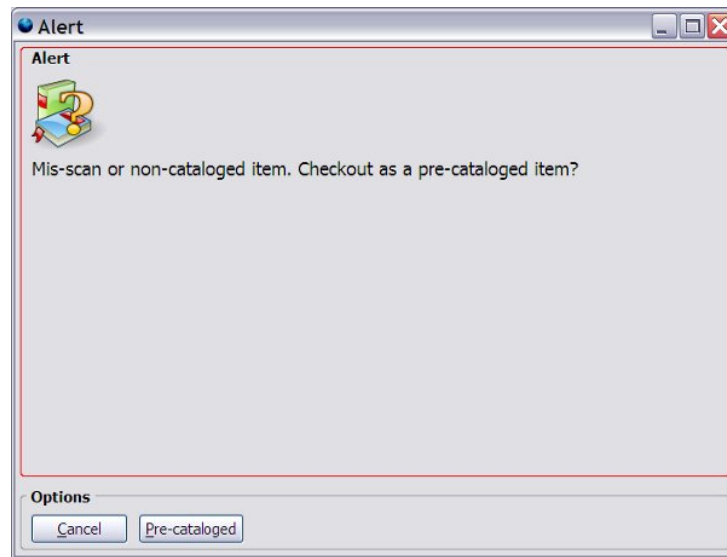 Alert
Alert
Mis-scan or non-cataloged item. Checkout as a pre-cataloged item?
Options
Cancel Pre-cataloged